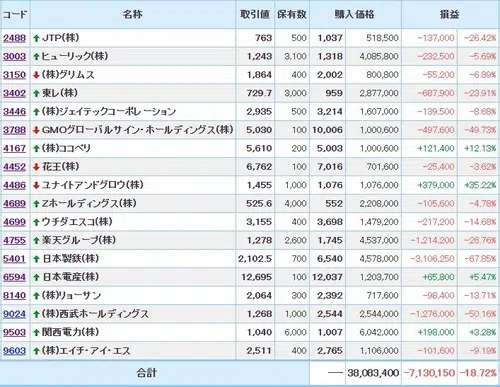 コード 名称 取引値 保有数 購入価格 損益
2488 JTP(株) 763 500 1,037 518,500 -137,000 -26.42%
3003 ヒューリック(株) 1,243 3,100 1,318 4,085,800 -232,500 -5.69%
3150 (株)グリムス 1,864 400 2,002 800,800 -55,200 -6.89%
3402 東レ(株) 729.7 3,000 959 2,877,000 -687,900 -23.91%
3446 (株)ジェイテックコーポレーション 2,935 500 3,214 1,607,000 -139,500 -8.68%
3788 GMOグローバルサイン・ホールディングス(株) 5,030 100 10,006 1,000,600 -497,600 -49.73%
4167 (株)ココペリ 5,610 200 5,003 1,000,600 +121,400 +12.13%
4452 花王(株) 6,762 100 7,016 701,600 -25,400 -3.62%
4486 ユナイトアンドグロウ(株) 1,455 1,000 1,076 1,076,000 +379,000 +35.22%
4689 Zホールディングス(株) 525.6 4,000 552 2,208,000 -105,600 -4.78%
4699 ウチダエスコ(株) 3,155 400 3,698 1,479,200 -217,200 -14.68%
4755 楽天グループ(株) 1,278 2,600 1,745 4,537,000 -1,214,200 -26.76%
5401 日本製鉄(株) 2,102.5 700 6,540 4,578,000 -3,106,250 -67.85%
6594 日本電産(株) 12,695 100 12,037 1,203,700 +65,800 +5.47%
8140 (株)リョーサン 2,064 300 2,392 717,600 -98,400 -13.71%
9024 (株)西武ホールディングス 1,268 1,000 2,544 2,544,000 -1,276,000 -50.16%
9503 関西電力(株) 1,040 6,000 1,007 6,042,000 +198,000 +3.28%
9603 (株)エイチ・アイ・エス 2,511 400 2,765 1,106,000 -101,600 -9.19%
合計 ── 38,083,400 -7,130,150 -18.72%